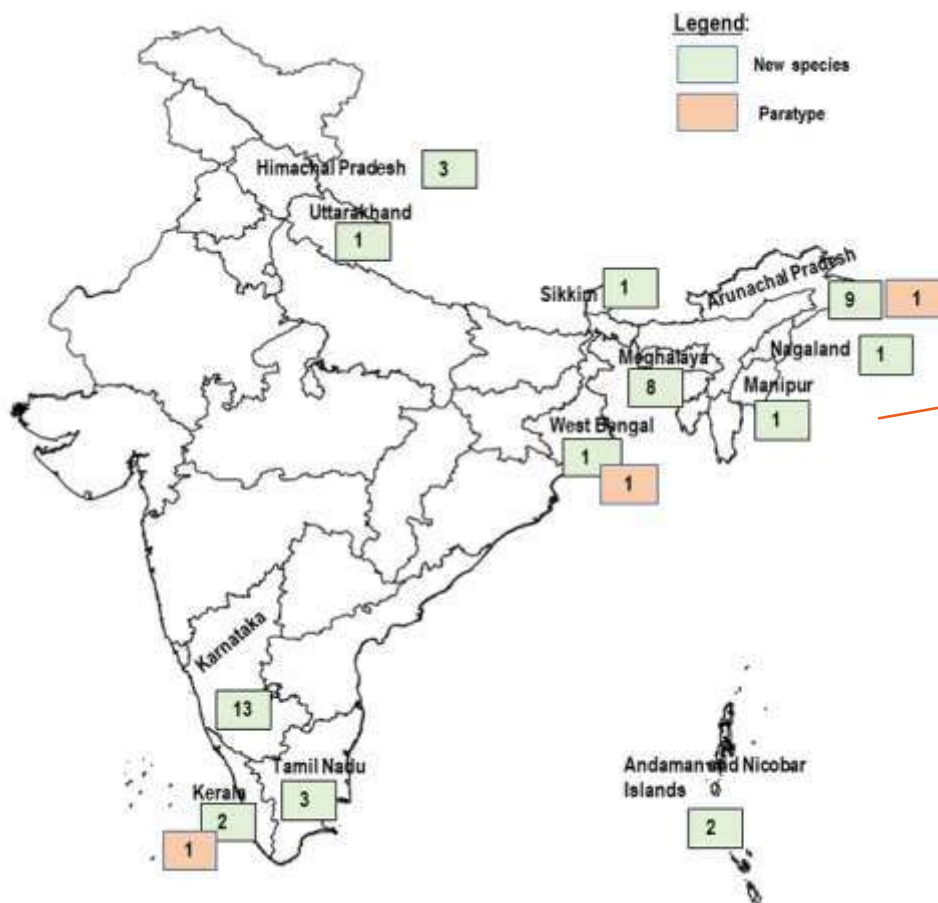 Legend:
New species
Paratype
Himachal Pradesh 3
Uttarakhand
1
Sikkim 1
Arunachal Pradesh
9 1
Meghalaya
8
Nagaland 1
Manipur
1
West Bengal
1
1
Karnataka
13
Tamil Nadu
3
Kerala
2
1
Andaman and Nicobar
Islands
2